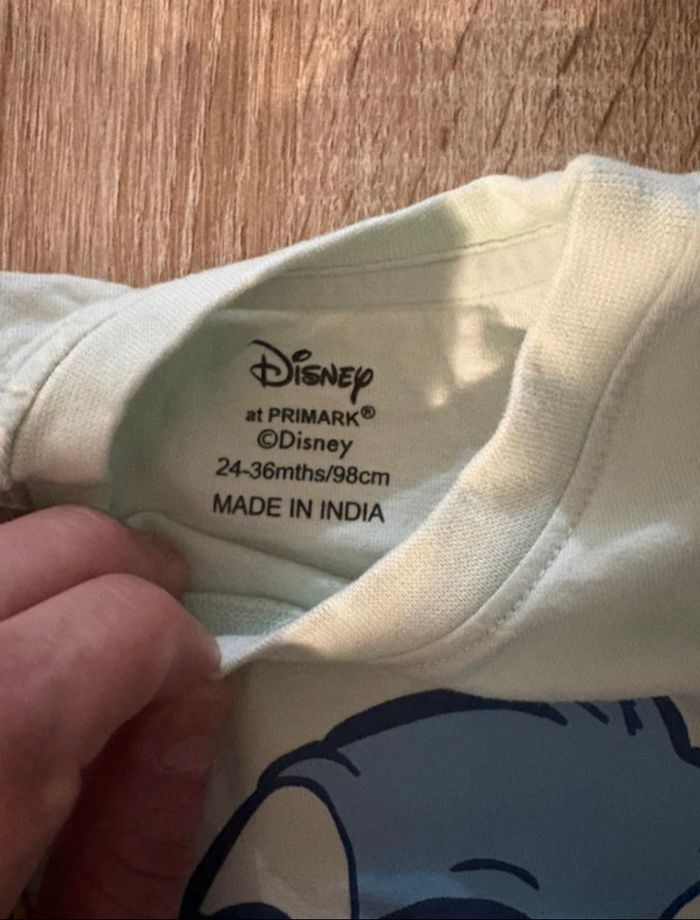 Disney
at PRIMARK®
©Disney
24-36mths/98cm
MADE IN INDIA